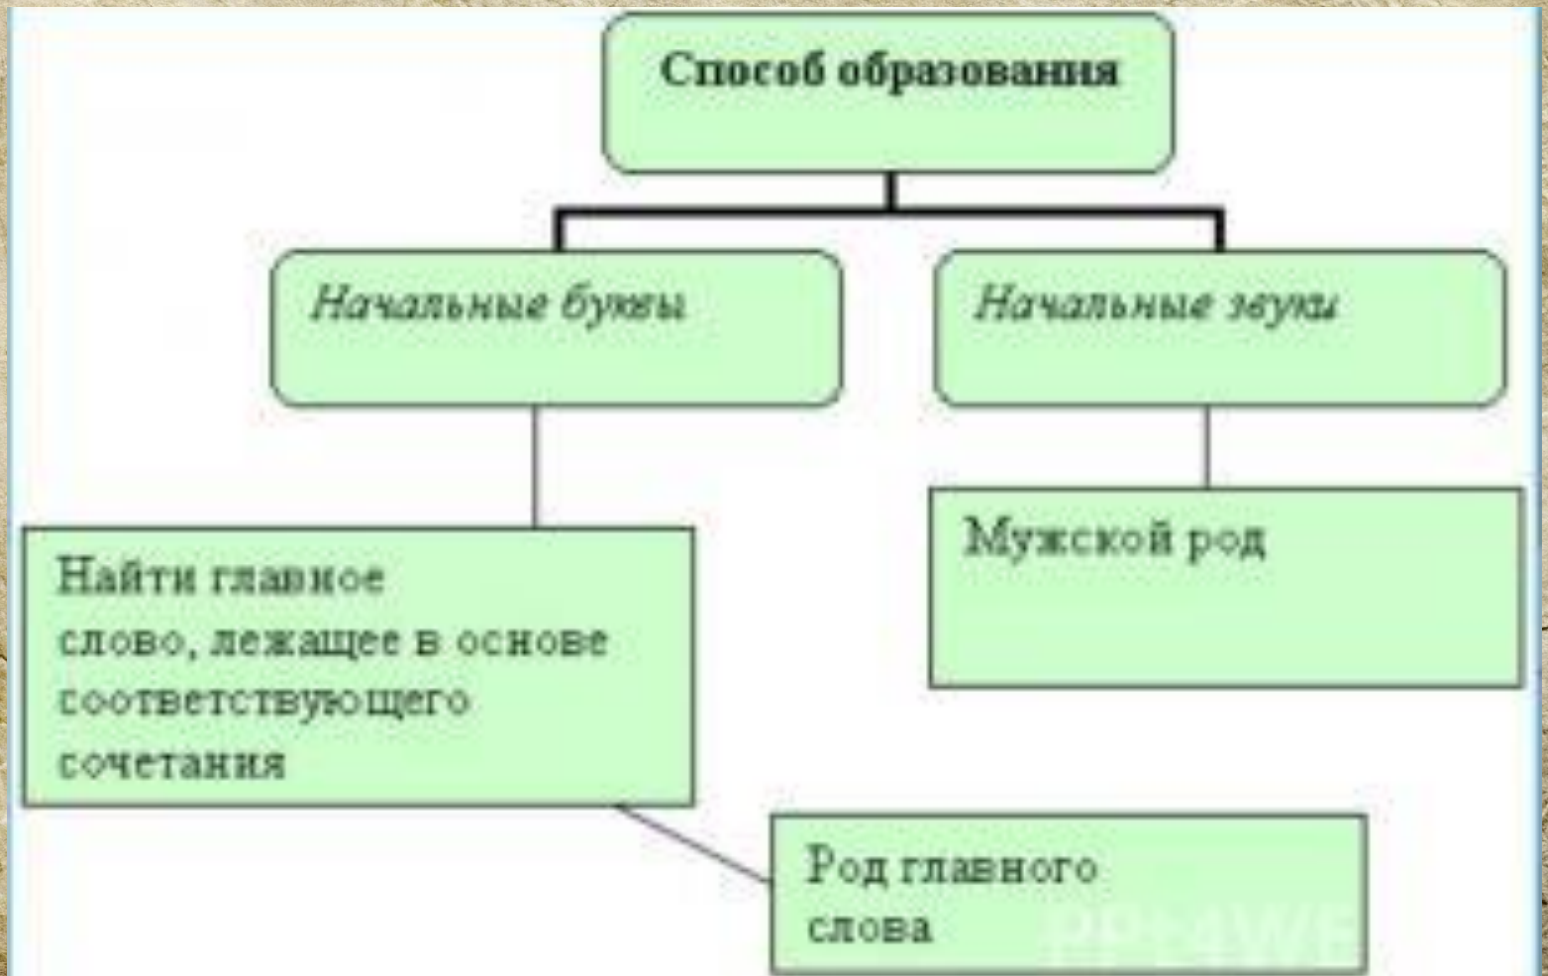 Способ образования
Начальные буквы
Начальные звуки
Найти главное
слово, лежащее в основе
соответствующего
сочетания
Мужской род
Род главного
слова